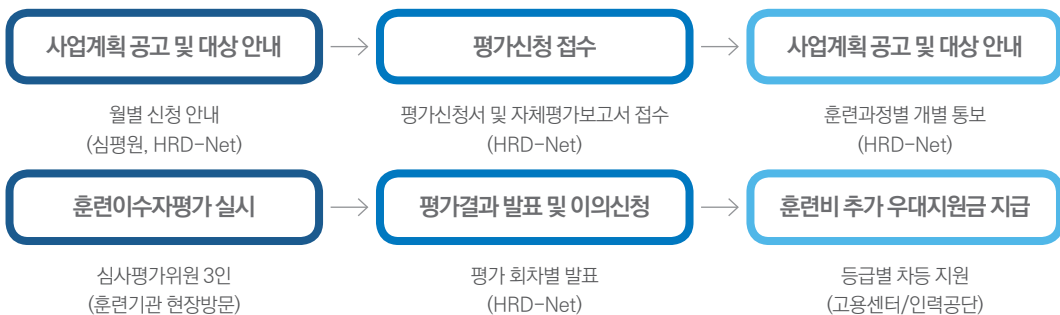 사업계획 공고 및 대상 안내
평가신청 접수
사업계획 공고 및 대상 안내
월별 신청 안내
(심평원, HRD-Net)
평가신청서 및 자체평가보고서 접수
(HRD-Net)
훈련과정별 개별 통보
(HRD-Net)
훈련이수자평가 실시
평가결과 발표 및 이의신청
훈련비 추가 우대지원금 지급
심사평가위원 3인
(훈련기관 현장방문)
평가 회차별 발표
(HRD-Net)
등급별 차등 지원
(고용센터/인력공단)